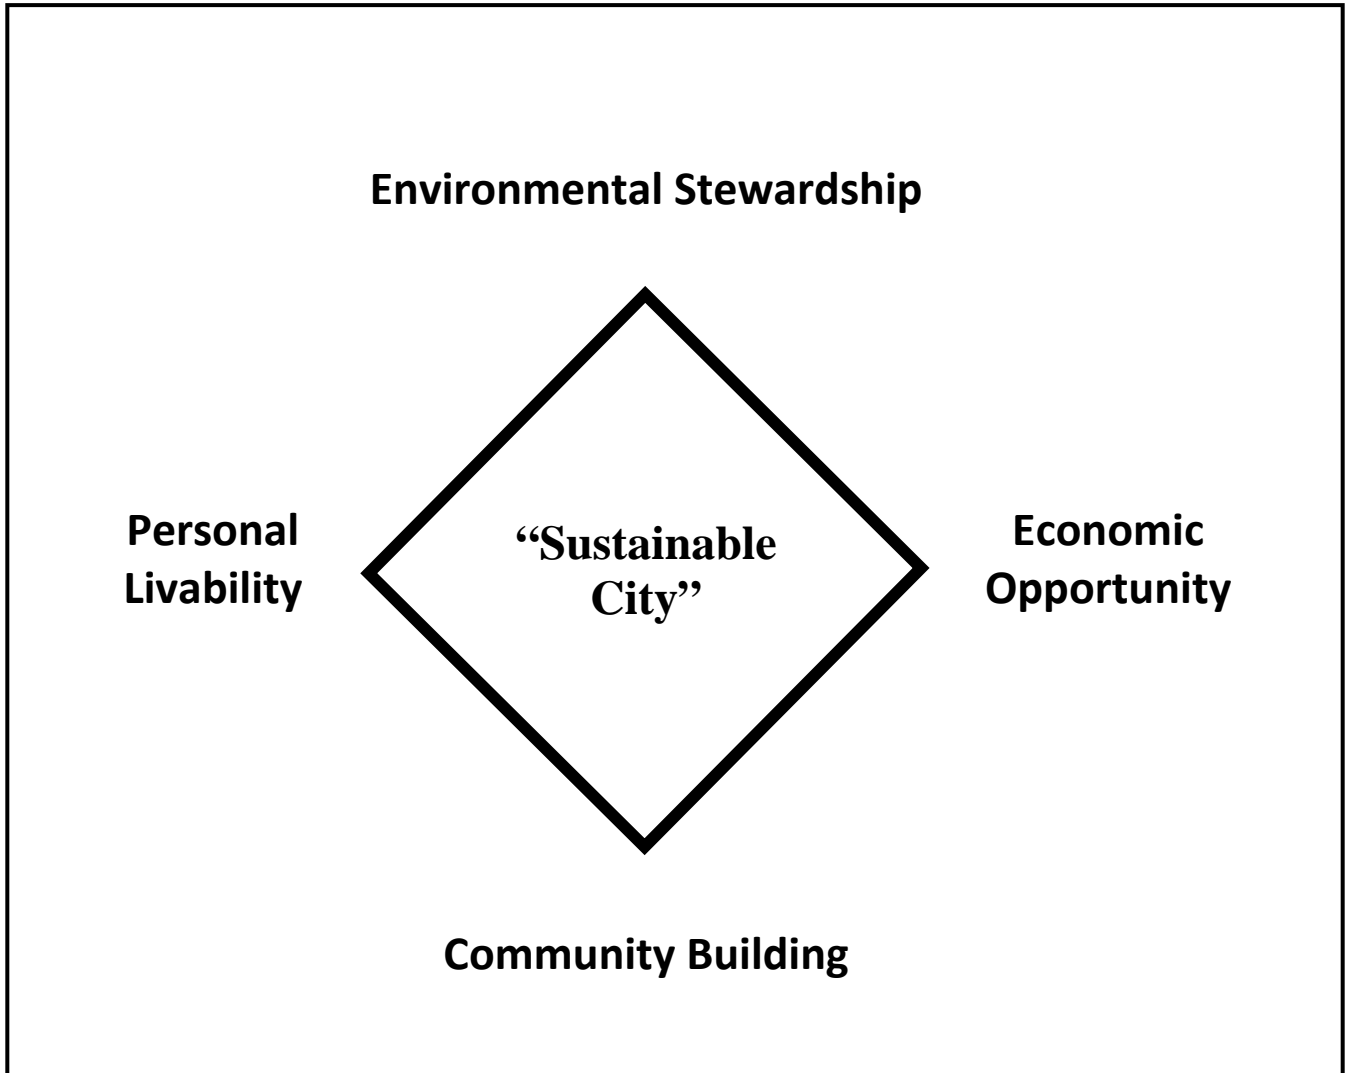 Environmental Stewardship
Personal
Livability
“Sustainable
City”
Economic
Opportunity
Community Building